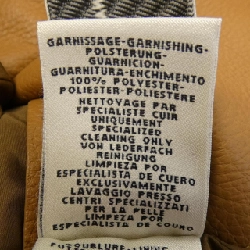 GARNISSAGE-GARNISHING-
POLSTERUNG-
GUARNICION-
GUARNITURA-ENCHIMENTO
100% POLYESTER-
POLIESTER-POLIESTERE
NETTOYAGE PAR
SPECIALISTE CUIR
UNIQUEMENT
SPECIALIZED
CLEANING ONLY
VON LEDERFACH
REINIGUNG
LIMPIEZA POR
ESPECIALISTA DE CUERO
EXCLUSIVAMENTE
LAVAGGIO PRESSO
CENTRI SPECIALIZZATI
PER LA PELLE
LIMPEZA POR
ESPECIALISTA DE COURO